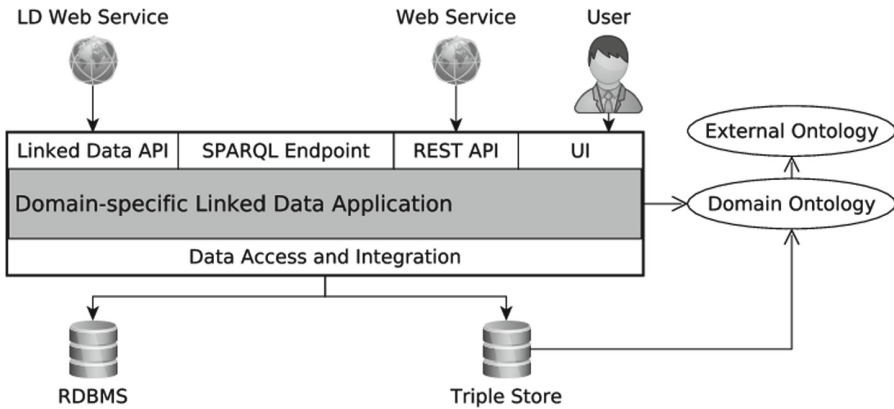 LD Web Service
Web Service
User
Linked Data API
SPARQL Endpoint
REST API
UI
External Ontology
Domain-specific Linked Data Application
Domain Ontology
Data Access and Integration
RDBMS
Triple Store